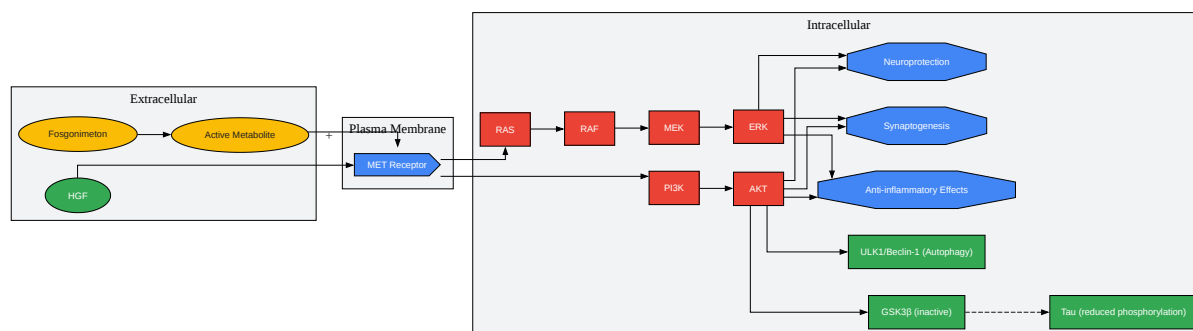 Intracellular
Neuroprotection
Extracellular
Plasma Membrane
Fosgonimeton
Active Metabolite
+
RAS
RAF
MEK
ERK
Synaptogenesis
MET Receptor
HGF
PI3K
AKT
Anti-inflammatory Effects
ULK1/Beclin-1 (Autophagy)
GSK3β (inactive)
Tau (reduced phosphorylation)